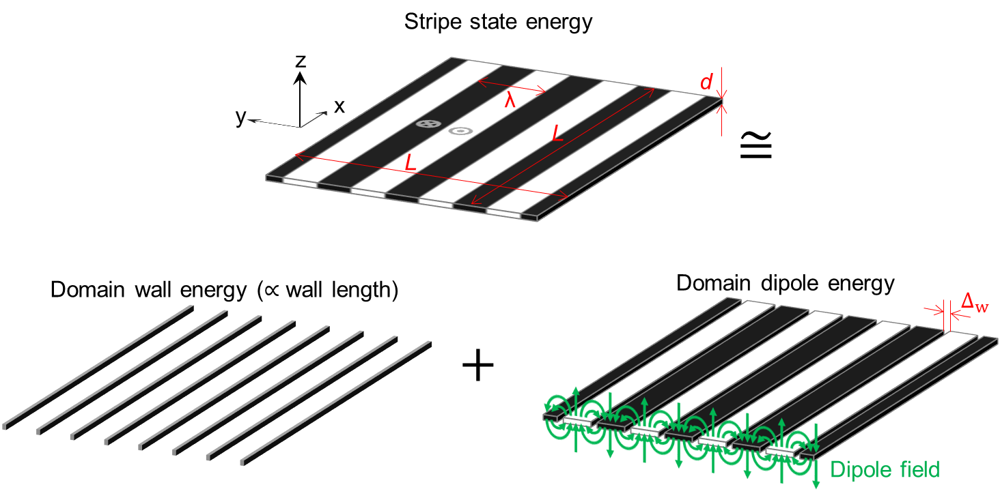 Stripe state energy
z
y
x
λ
L
L
d
≅
Domain wall energy (∝ wall length)
+
Domain dipole energy
Δw
Dipole field